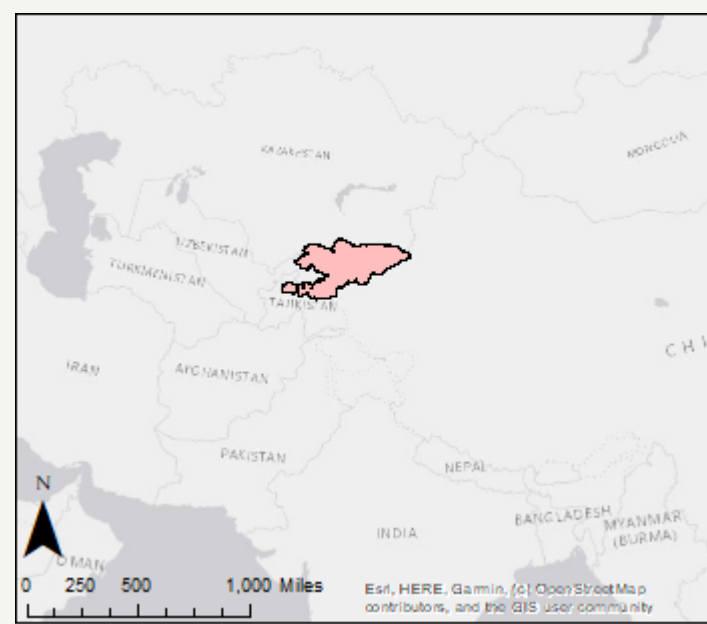 KAZAKHSTAN
MONGOLIA
UZBEKISTAN
TURKMENISTAN
TAJIKISTAN
CHI
IRAN
AFGHANISTAN
PAKISTAN
NEPAL
BANGLADESH
MYANMAR
(BURMA)
INDIA
N
OMAN
0 250 500 1,000 Miles
Esri, HERE, Garmin, (c) OpenStreetMap
contributors, and the GIS user community